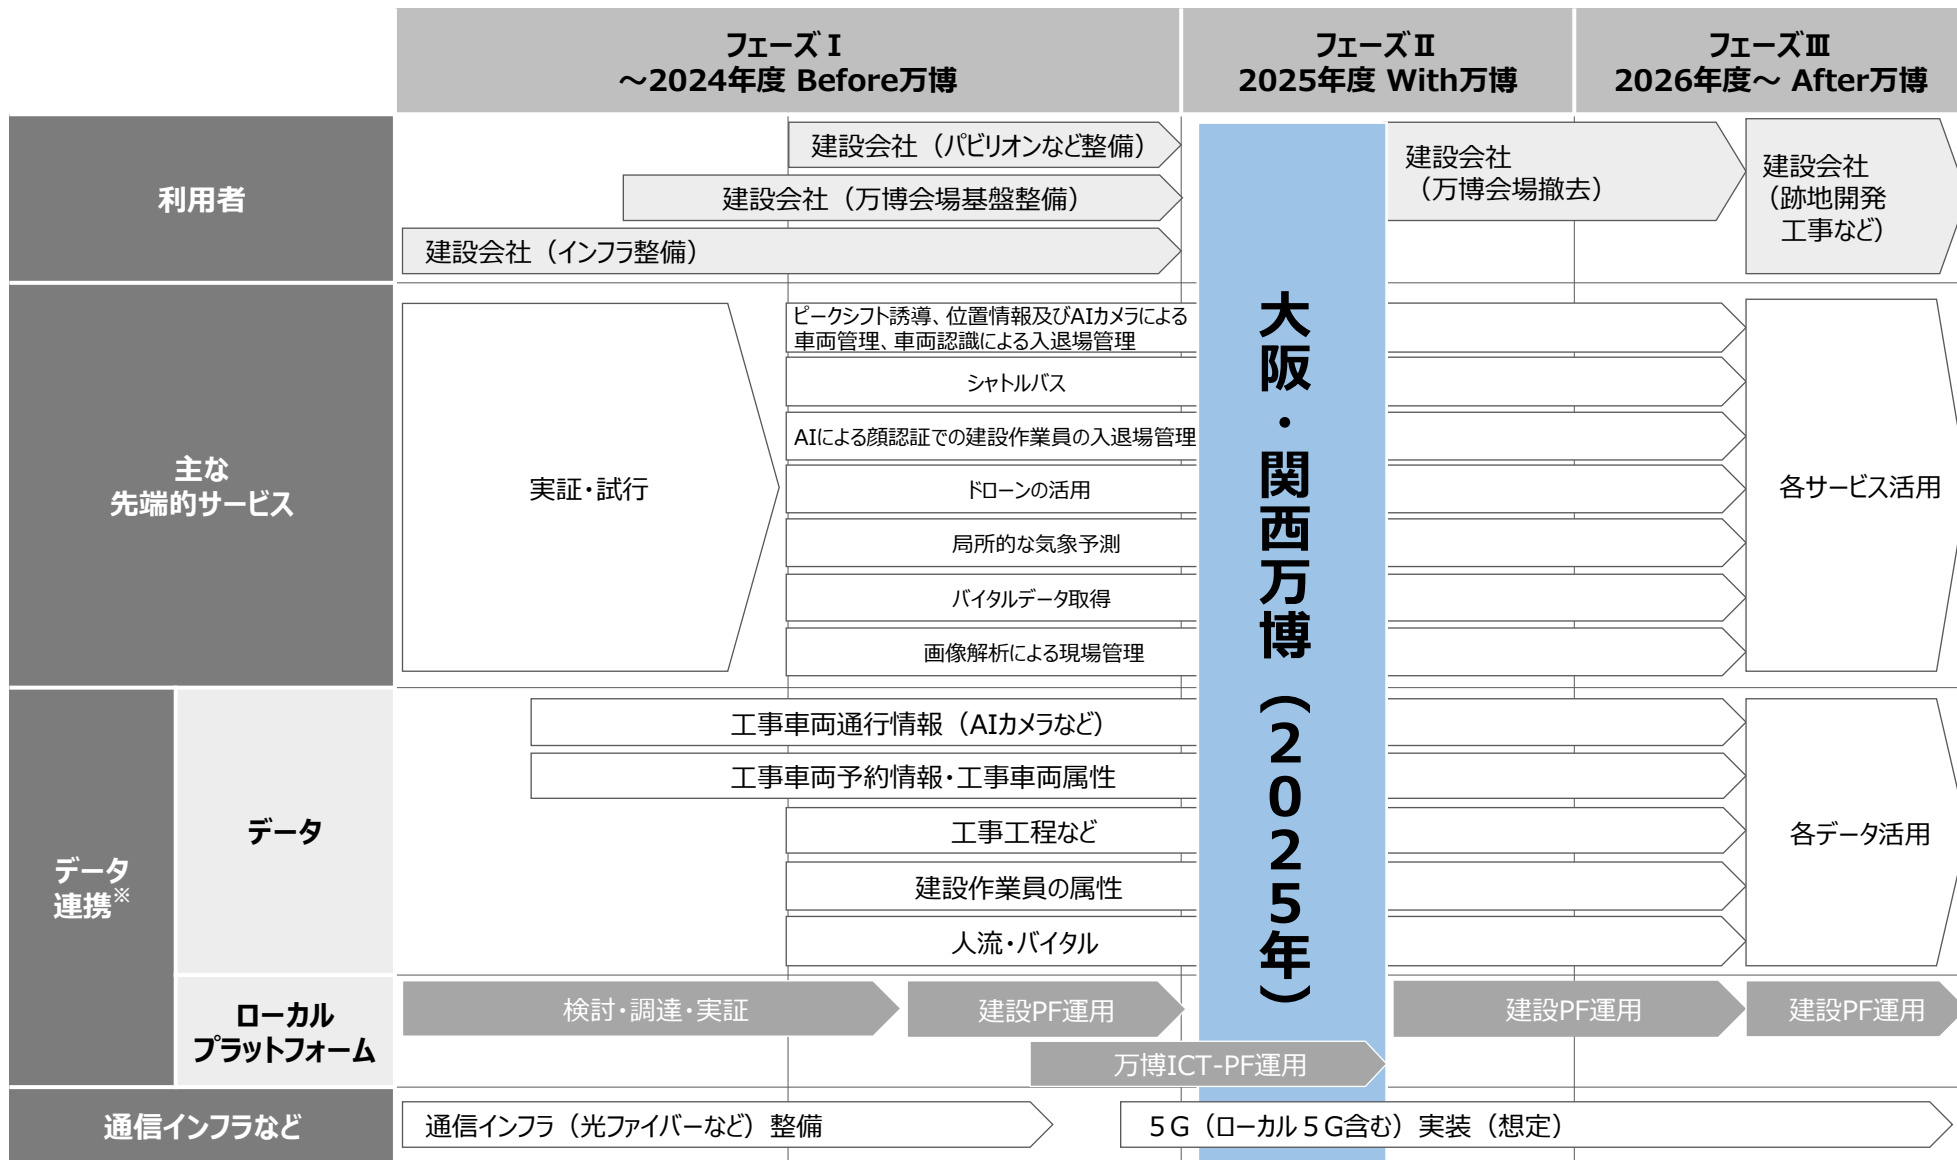 フェーズⅠ
～2024年度 Before万博
フェーズⅡ
2025年度 With万博
フェーズⅢ
2026年度～ After万博
利用者
建設会社（パビリオンなど整備）
建設会社（万博会場基盤整備）
建設会社（インフラ整備）
建設会社
（万博会場撤去）
建設会社
（跡地開発
工事など）
大阪・関西万博（2025年）
主な
先端的サービス
実証・試行
ピークシフト誘導、位置情報及びAIカメラによる
車両管理、車両認識による入退場管理
シャトルバス
AIによる顔認証での建設作業員の入退場管理
ドローンの活用
局所的な気象予測
バイタルデータ取得
画像解析による現場管理
各サービス活用
データ
連携※
データ
工事車両通行情報（AIカメラなど）
工事車両予約情報・工事車両属性
工事工程など
建設作業員の属性
人流・バイタル
各データ活用
ローカル
プラットフォーム
検討・調達・実証
建設PF運用
建設PF運用
建設PF運用
万博ICT-PF運用
通信インフラなど
通信インフラ（光ファイバーなど）整備
５G（ローカル５G含む）実装（想定）